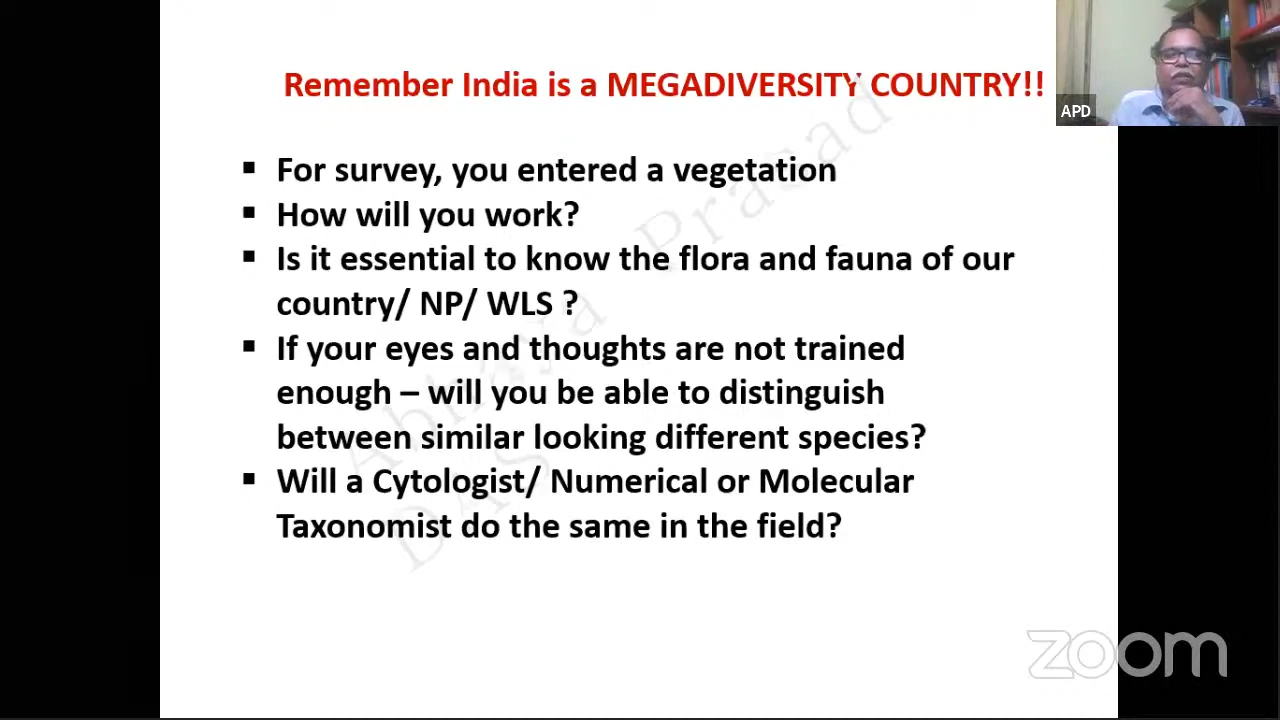 Remember India is a MEGADIVERSITY COUNTRY!!
APD
▪ For survey, you entered a vegetation
▪ How will you work?
▪ Is it essential to know the flora and fauna of our
country/ NP/ WLS ?
▪ If your eyes and thoughts are not trained
enough – will you be able to distinguish
between similar looking different species?
▪ Will a Cytologist/ Numerical or Molecular
Taxonomist do the same in the field?
Abhaya Prasad
DAS
zoom